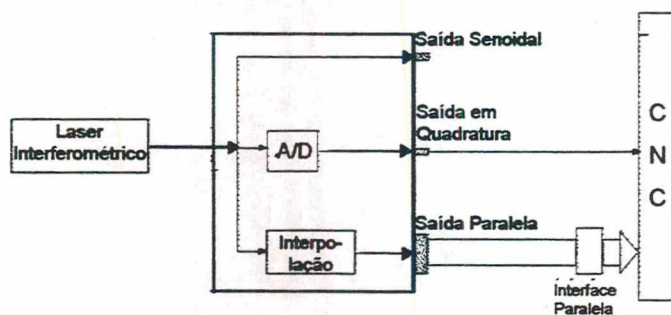 Saída Senoidal
Laser
Interferométrico
.A/D
Saída em
Quadratura
C
N
C
Saída Paralela
Interpo-
lação
Interface
Paralela